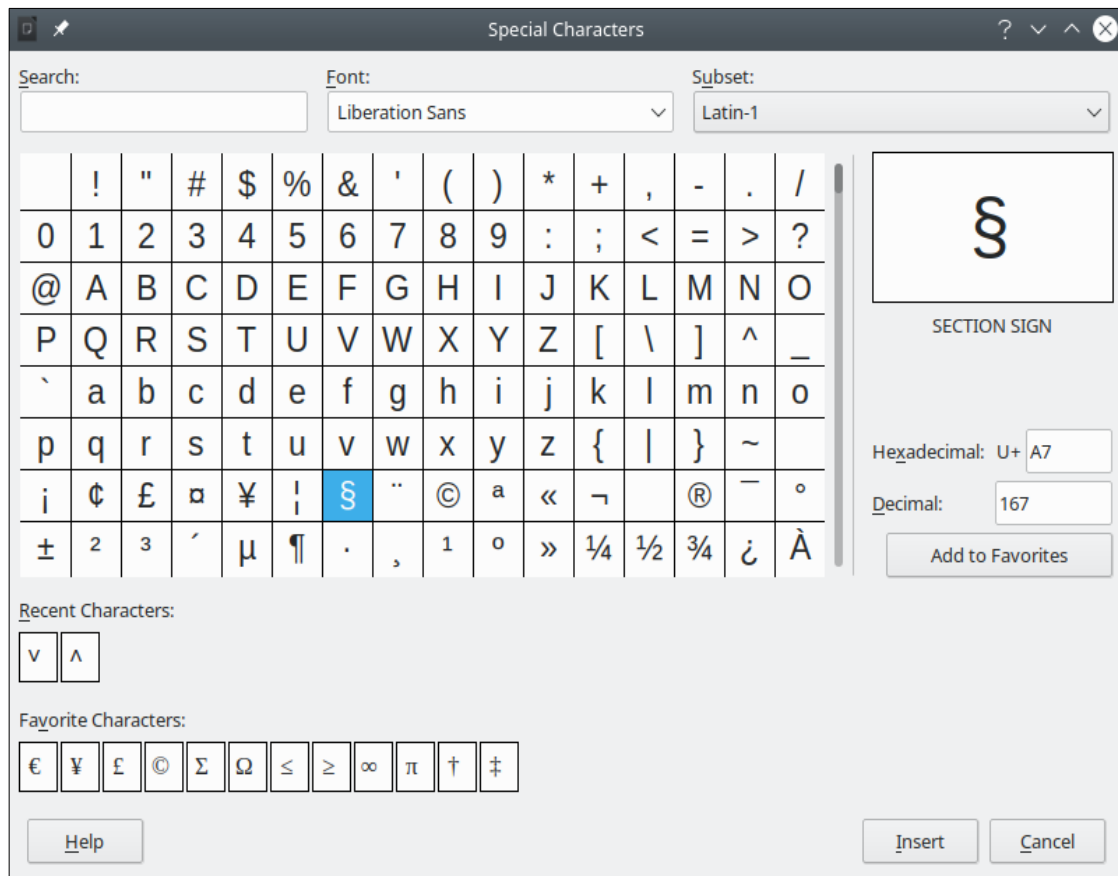 Special Characters
Search: Font: Subset:
Liberation Sans Latin-1
! " # $ % & ' ( ) * + , - . /
0 1 2 3 4 5 6 7 8 9 : ; < = > ?
@ A B C D E F G H I J K L M N O
P Q R S T U V W X Y Z [ \ ] ^ _
` a b c d e f g h i j k l m n o
p q r s t u v w x y z { | } ~
¡ ¢ £ ¤ ¥ ¦ § ¨ © ª « ¬ ® ¯ °
± ² ³ ´ µ ¶ · ¸ ¹ º » ¼ ½ ¾ ¿ À
§
SECTION SIGN
Hexadecimal: U+ A7
Decimal: 167
Add to Favorites
Recent Characters:
˅ ˄
Favorite Characters:
€ ¥ £ © Σ Ω ≤ ≥ ∞ π † ‡
Help Insert Cancel